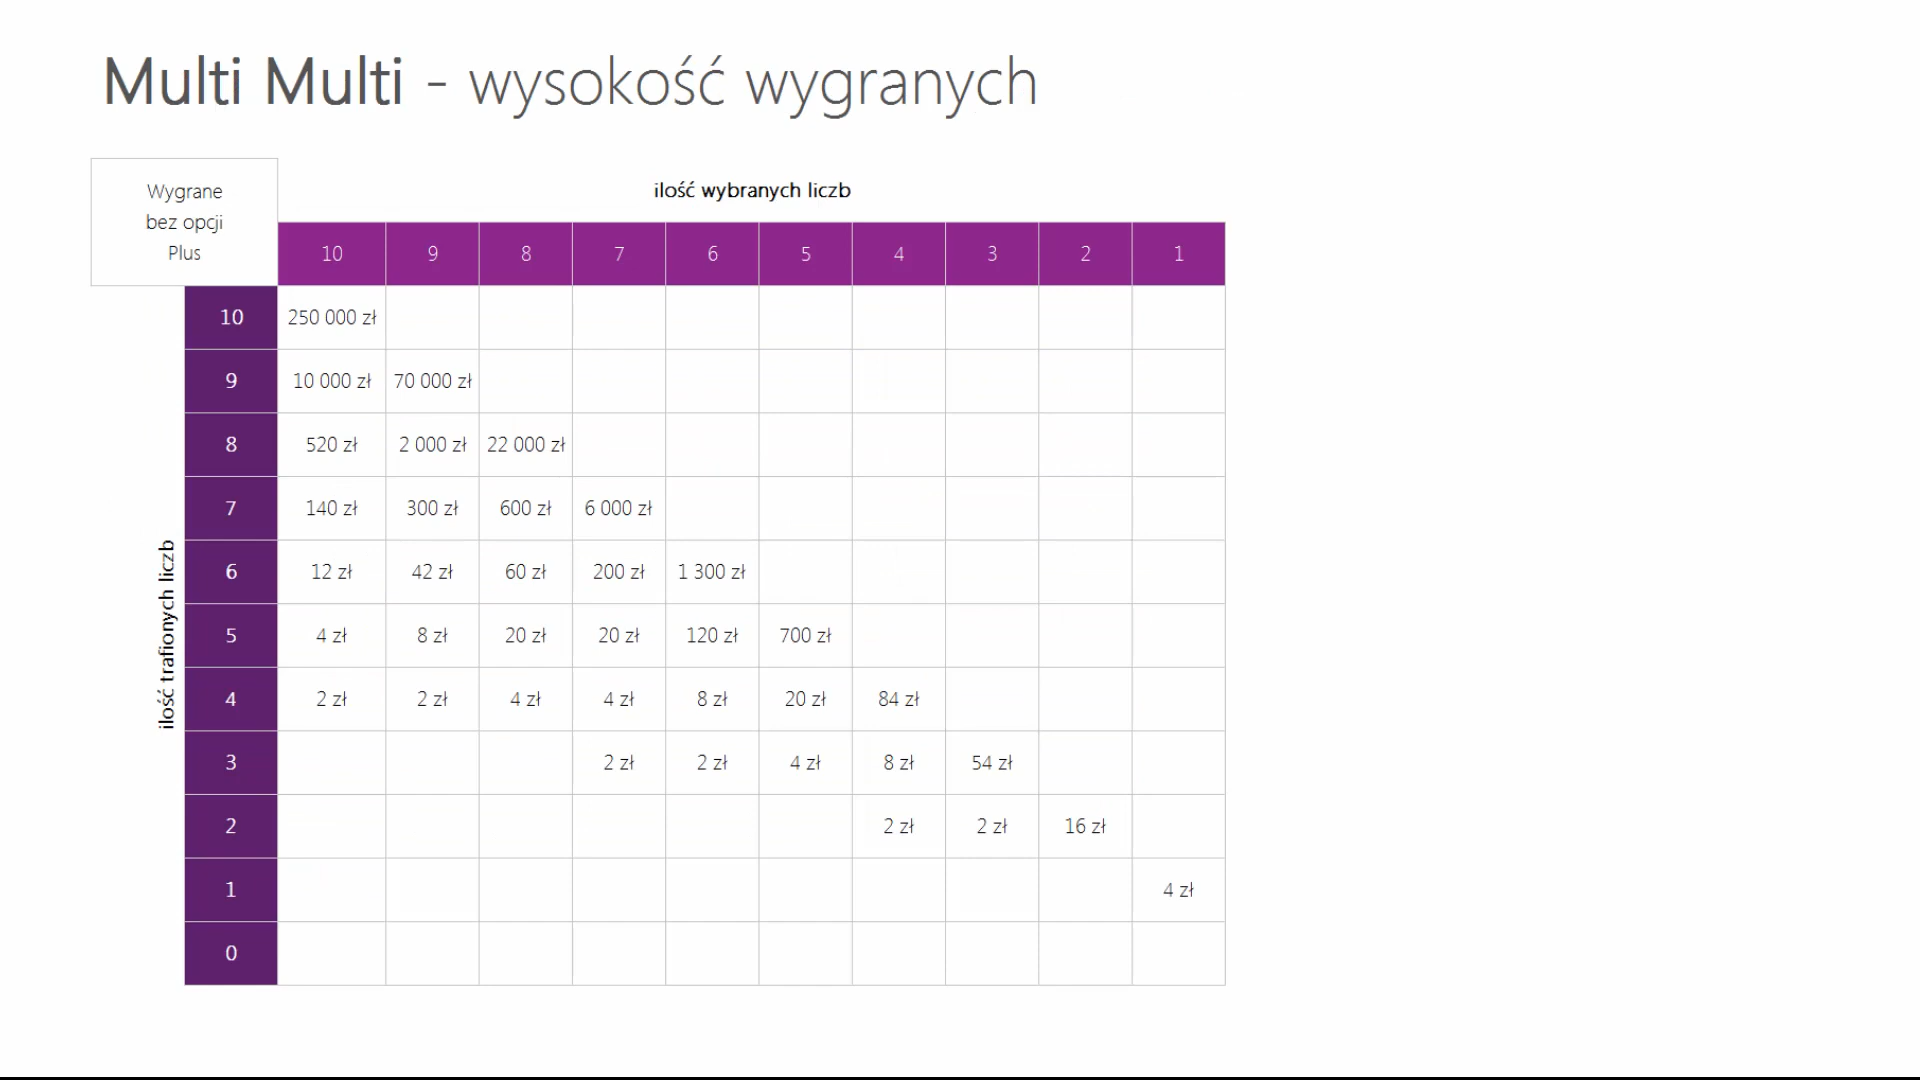 Multi Multi - wysokość wygranych
Wygrane
bez opcji
Plus
ilość wybranych liczb
10 9 8 7 6 5 4 3 2 1
ilość trafionych liczb
10 250 000 zł
9 10 000 zł 70 000 zł
8 520 zł 2 000 zł 22 000 zł
7 140 zł 300 zł 600 zł 6 000 zł
6 12 zł 42 zł 60 zł 200 zł 1 300 zł
5 4 zł 8 zł 20 zł 20 zł 120 zł 700 zł
4 2 zł 2 zł 4 zł 4 zł 8 zł 20 zł 84 zł
3 2 zł 2 zł 4 zł 8 zł 54 zł
2 2 zł 2 zł 16 zł
1 4 zł
0